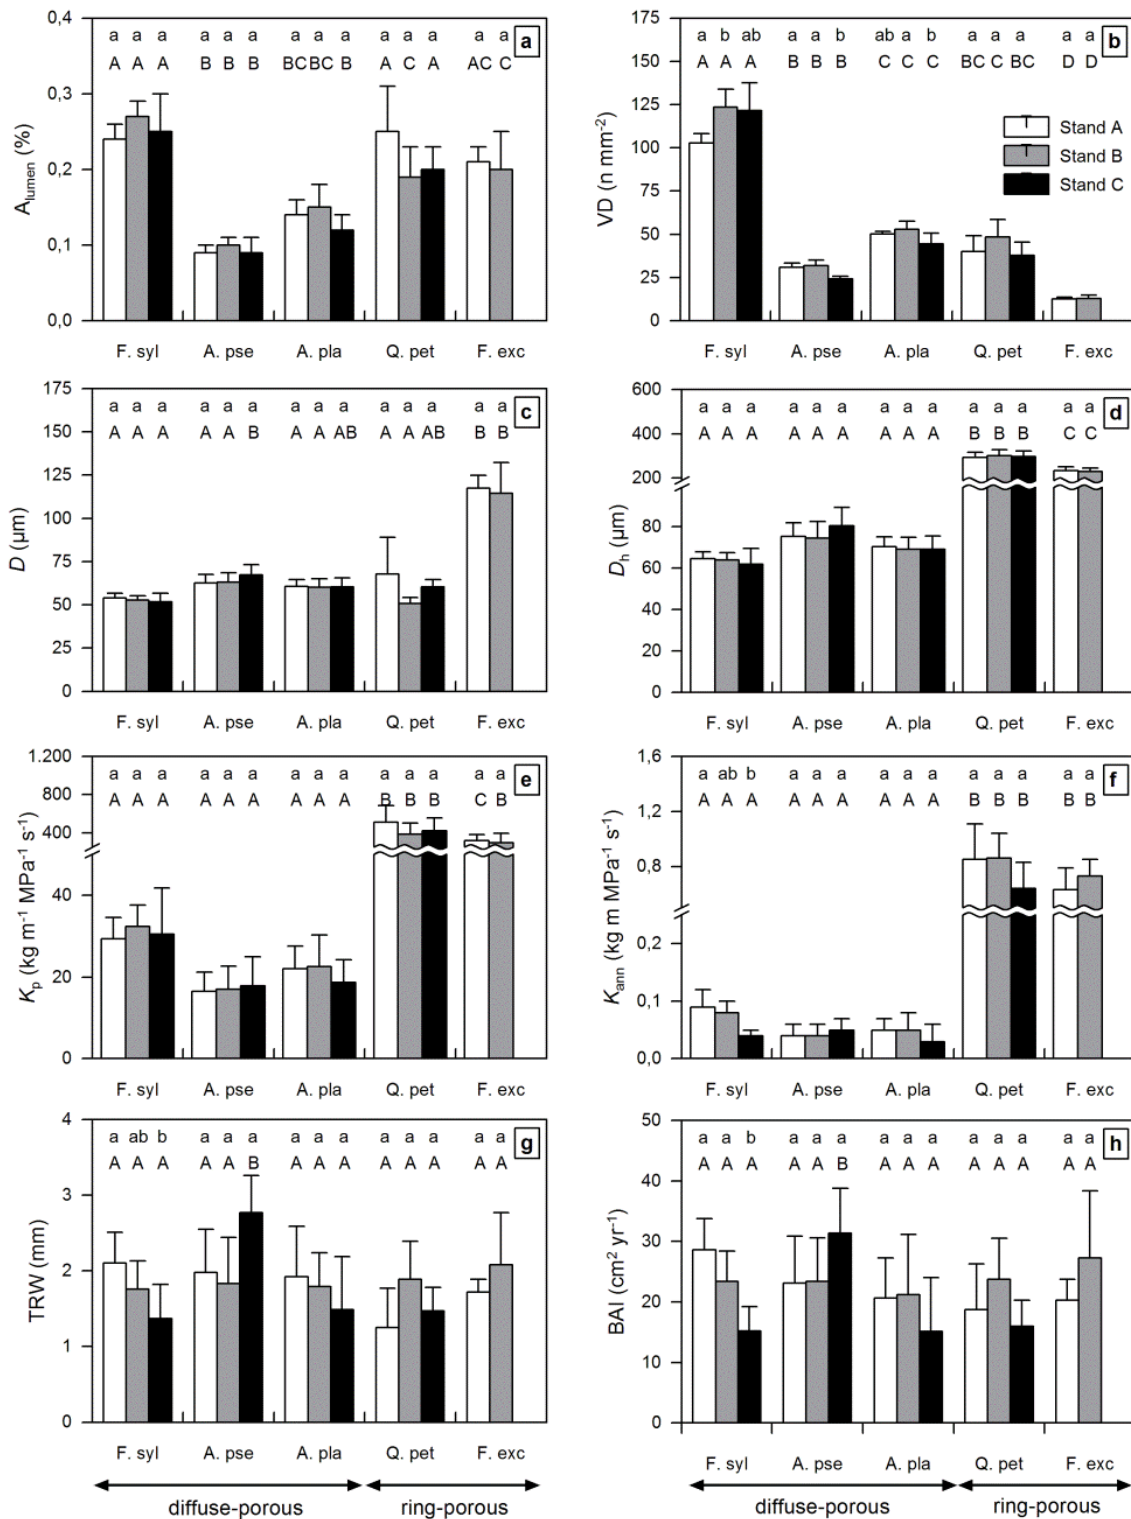 0,4
a a a a a a a a a a a a a a
a
A A A B B B BC BC B A C A AC C
0,3
0,2
0,1
0,0
A_lumen (%)
F. syl A. pse A. pla Q. pet F. exc
175
a b ab a a b ab a b a a a a a
b
A A A B B B C C C BC C BC D D
150
125
100
75
50
25
0
VD (n mm⁻²)
Stand A
Stand B
Stand C
F. syl A. pse A. pla Q. pet F. exc
175
a a a a a a a a a a a a a a
c
150
A A A A A B A A AB A A AB B B
125
100
75
50
25
0
D (µm)
F. syl A. pse A. pla Q. pet F. exc
600
a a a a a a a a a a a a a a
d
400
A A A A A A A A A B B B C C
200
80
60
40
20
0
D_h (µm)
F. syl A. pse A. pla Q. pet F. exc
1.200
a a a a a a a a a a a a a a
e
800
A A A A A A A A A B B B C B
400
40
20
0
K_p (kg m⁻¹ MPa⁻¹ s⁻¹)
F. syl A. pse A. pla Q. pet F. exc
1,6
a ab b a a a a a a a a a a a
f
A A A A A A A A A B B B B B
1,2
0,8
0,2
0,1
0,0
K_ann (kg m MPa⁻¹ s⁻¹)
F. syl A. pse A. pla Q. pet F. exc
4
a ab b a a a a a a a a a a a
g
A A A A A B A A A A A A A A
3
2
1
0
TRW (mm)
F. syl A. pse A. pla Q. pet F. exc
diffuse-porous ring-porous
50
a a b a a a a a a a a a a a
h
A A A A A B A A A A A A A A
40
30
20
10
0
BAI (cm² yr⁻¹)
F. syl A. pse A. pla Q. pet F. exc
diffuse-porous ring-porous